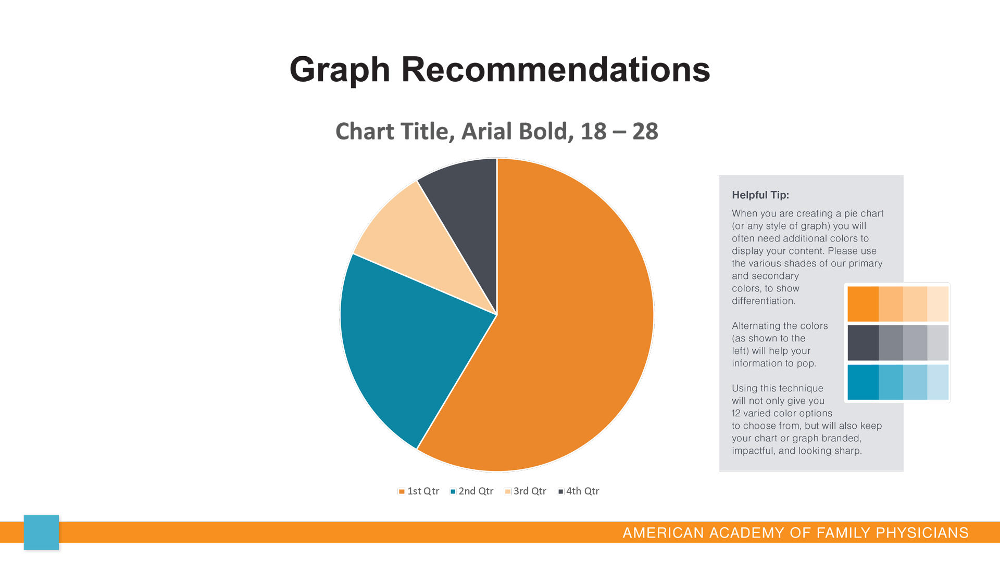 Graph Recommendations
Chart Title, Arial Bold, 18 – 28
1st Qtr 2nd Qtr 3rd Qtr 4th Qtr
Helpful Tip:
When you are creating a pie chart
(or any style of graph) you will
often need additional colors to
display your content. Please use
the various shades of our primary
and secondary
colors, to show
differentiation.
Alternating the colors
(as shown to the
left) will help your
information to pop.
Using this technique
will not only give you
12 varied color options
to choose from, but will also keep
your chart or graph branded,
impactful, and looking sharp.
AMERICAN ACADEMY OF FAMILY PHYSICIANS